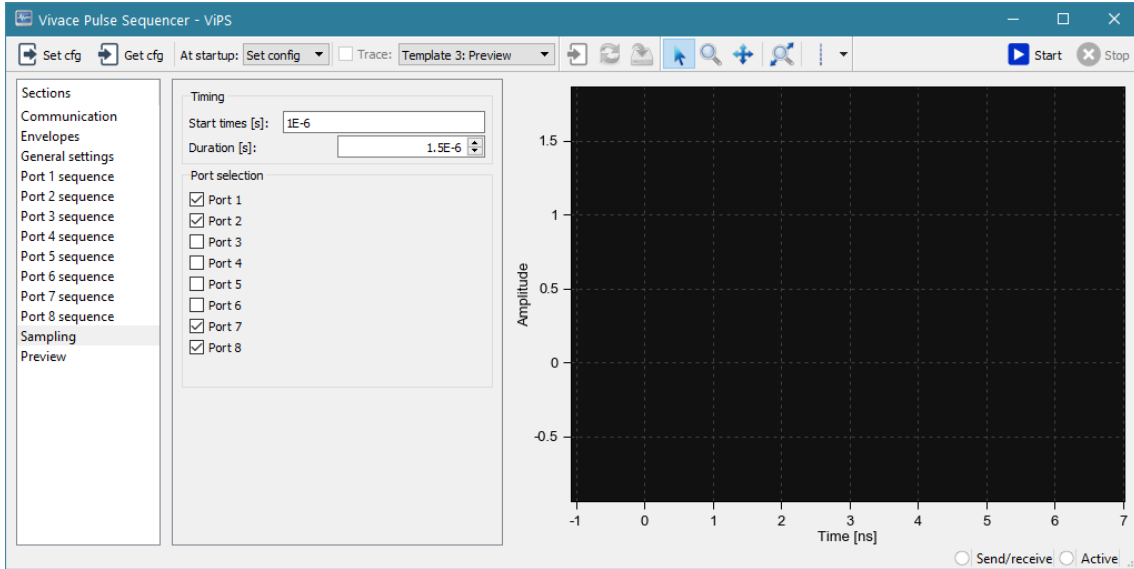 Vivace Pulse Sequencer - ViPS
Set cfg Get cfg At startup: Set config Trace: Template 3: Preview Start Stop
Sections
Communication
Envelopes
General settings
Port 1 sequence
Port 2 sequence
Port 3 sequence
Port 4 sequence
Port 5 sequence
Port 6 sequence
Port 7 sequence
Port 8 sequence
Sampling
Preview
Timing
Start times [s]: 1E-6
Duration [s]: 1.5E-6
Port selection
Port 1
Port 2
Port 3
Port 4
Port 5
Port 6
Port 7
Port 8
Amplitude
1.5
1
0.5
0
-0.5
-1 0 1 2 3 4 5 6 7
Time [ns]
Send/receive Active